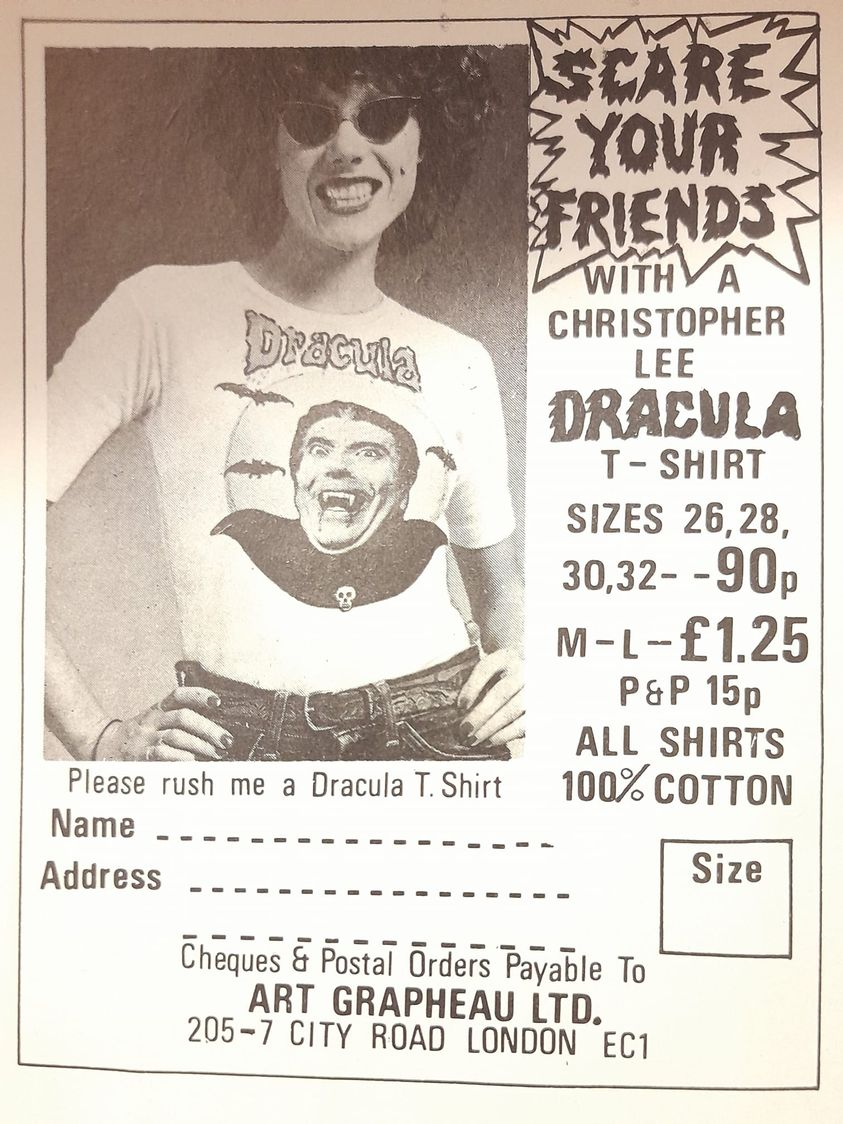 SCARE
YOUR
FRIENDS
WITH A
CHRISTOPHER
LEE
DRACULA
T-SHIRT
SIZES 26,28,
30,32- -90p
M-L-£1.25
P&P 15p
ALL SHIRTS
100% COTTON
Dracula
Please rush me a Dracula T. Shirt
Name
Address
Size
Cheques & Postal Orders Payable To
ART GRAPHEAU LTD.
205-7 CITY ROAD LONDON EC1